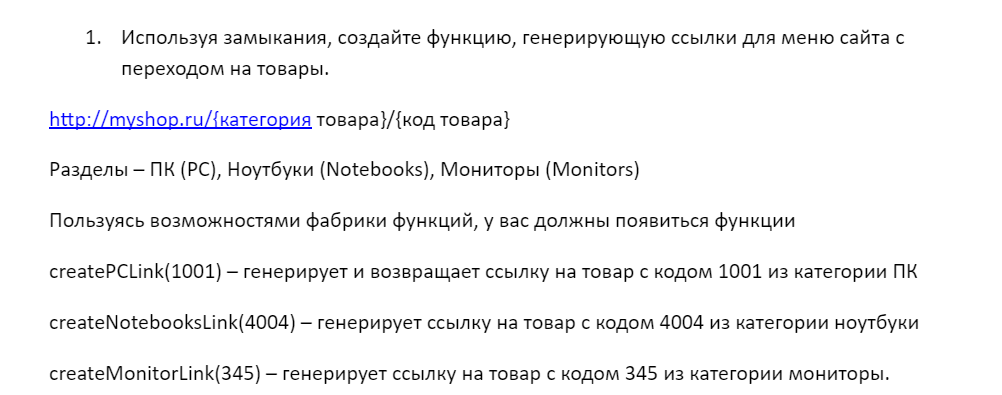 1. Используя замыкания, создайте функцию, генерирующую ссылки для меню сайта с
переходом на товары.
http://myshop.ru/{категория товара}/{код товара}
Разделы – ПК (PC), Ноутбуки (Notebooks), Мониторы (Monitors)
Пользуясь возможностями фабрики функций, у вас должны появиться функции
createPCLink(1001) – генерирует и возвращает ссылку на товар с кодом 1001 из категории ПК
createNotebooksLink(4004) – генерирует ссылку на товар с кодом 4004 из категории ноутбуки
createMonitorLink(345) – генерирует ссылку на товар с кодом 345 из категории мониторы.